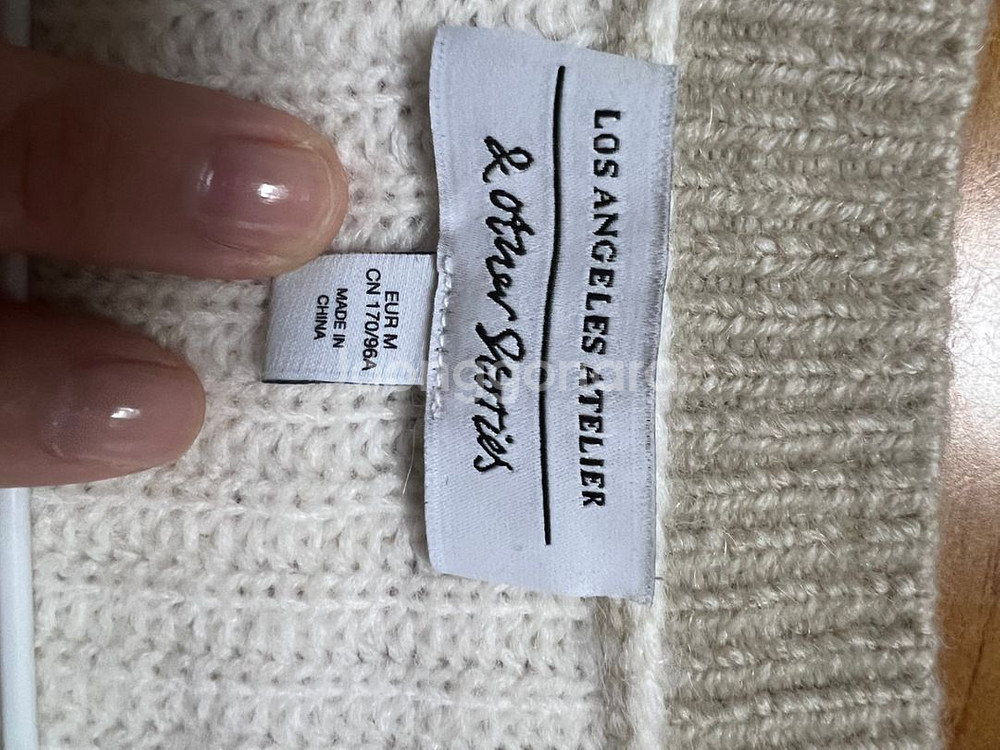 LOS ANGELES ATELIER
& other Stories
EUR M
CN 170/96A
MADE IN
CHINA